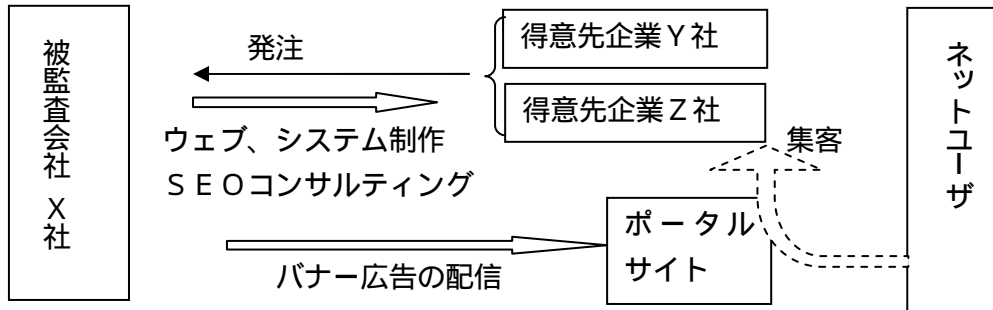 被監査会社 X社
発注
ウェブ、システム制作
SEOコンサルティング
バナー広告の配信
得意先企業Y社
得意先企業Z社
集客
ポータル
サイト
ネットユーザ